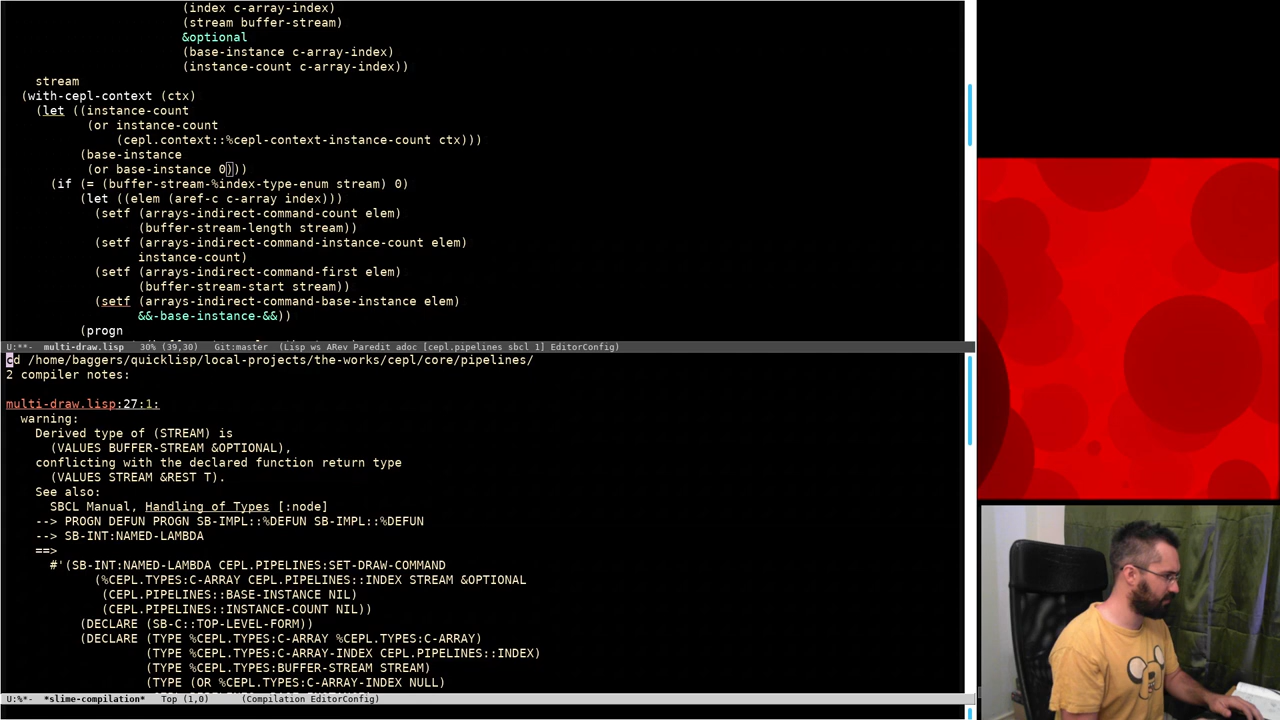 (index c-array-index)
(stream buffer-stream)
&optional
(base-instance c-array-index)
(instance-count c-array-index))
stream
(with-cepl-context (ctx)
(let ((instance-count
(or instance-count
(cepl.context::%cepl-context-instance-count ctx)))
(base-instance
(or base-instance 0)))
(if (= (buffer-stream-%index-type-enum stream) 0)
(let ((elem (aref-c c-array index)))
(setf (arrays-indirect-command-count elem)
(buffer-stream-length stream))
(setf (arrays-indirect-command-instance-count elem)
instance-count)
(setf (arrays-indirect-command-first elem)
(buffer-stream-start stream))
(setf (arrays-indirect-command-base-instance elem)
&&-base-instance-&&))
(progn
U:**- multi-draw.lisp 30% (39,30) Git:master (Lisp ws ARev Paredit adoc [cepl.pipelines sbcl 1] EditorConfig)
cd /home/baggers/quicklisp/local-projects/the-works/cepl/core/pipelines/
2 compiler notes:
multi-draw.lisp:27:1:
warning:
Derived type of (STREAM) is
(VALUES BUFFER-STREAM &OPTIONAL),
conflicting with the declared function return type
(VALUES STREAM &REST T).
See also:
SBCL Manual, Handling of Types [:node]
--> PROGN DEFUN PROGN SB-IMPL::%DEFUN SB-IMPL::%DEFUN
--> SB-INT:NAMED-LAMBDA
==>
#'(SB-INT:NAMED-LAMBDA CEPL.PIPELINES:SET-DRAW-COMMAND
(%CEPL.TYPES:C-ARRAY CEPL.PIPELINES::INDEX STREAM &OPTIONAL
(CEPL.PIPELINES::BASE-INSTANCE NIL)
(CEPL.PIPELINES::INSTANCE-COUNT NIL))
(DECLARE (SB-C::TOP-LEVEL-FORM))
(DECLARE (TYPE %CEPL.TYPES:C-ARRAY %CEPL.TYPES:C-ARRAY)
(TYPE %CEPL.TYPES:C-ARRAY-INDEX CEPL.PIPELINES::INDEX)
(TYPE %CEPL.TYPES:BUFFER-STREAM STREAM)
(TYPE (OR %CEPL.TYPES:C-ARRAY-INDEX NULL)
U:%*- *slime-compilation* Top (1,0) (Compilation EditorConfig)